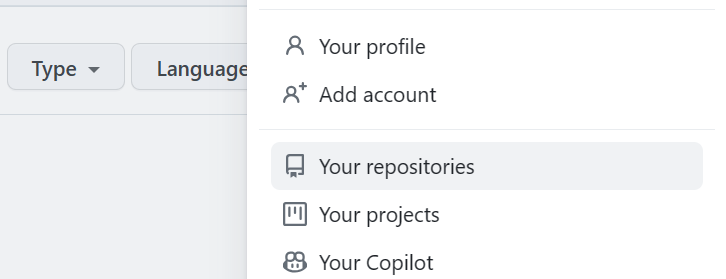 Type
Language
Your profile
Add account
Your repositories
Your projects
Your Copilot